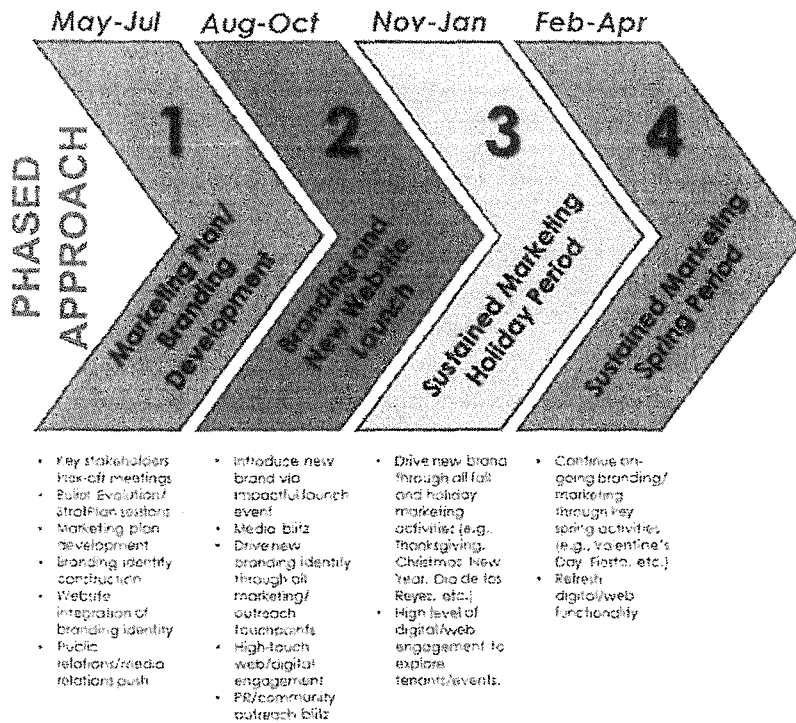 May-Jul
Aug-Oct
Nov-Jan
Feb-Apr
PHASED
APPROACH
1
Marketing Plan/
Branding
Development
2
Branding and
New Website
Launch
3
Sustained Marketing
Holiday Period
4
Sustained Marketing
Spring Period
• Key stakeholders
kick-off meetings
• Bullet Evolution/
StratPlan sessions
• Marketing plan
development
• Branding identity
construction
• Website
integration of
branding identity
• Public
relations/media
relations push
• Introduce new
brand via
impactful launch
event
• Media blitz
• Drive new
branding identity
through all
marketing/
outreach
touchpoints
• High-touch
web/digital
engagement
• PR/community
outreach blitz
• Drive new brand
through all fall
and holiday
marketing
activities (e.g.,
Thanksgiving,
Christmas, New
Year, Dia de los
Reyes, etc.)
• High level of
digital/web
engagement to
explore
tenants/events.
• Continue on-
going branding/
marketing
through key
spring activities
(e.g., Valentine's
Day, Fiesta, etc.)
• Refresh
digital/web
functionality